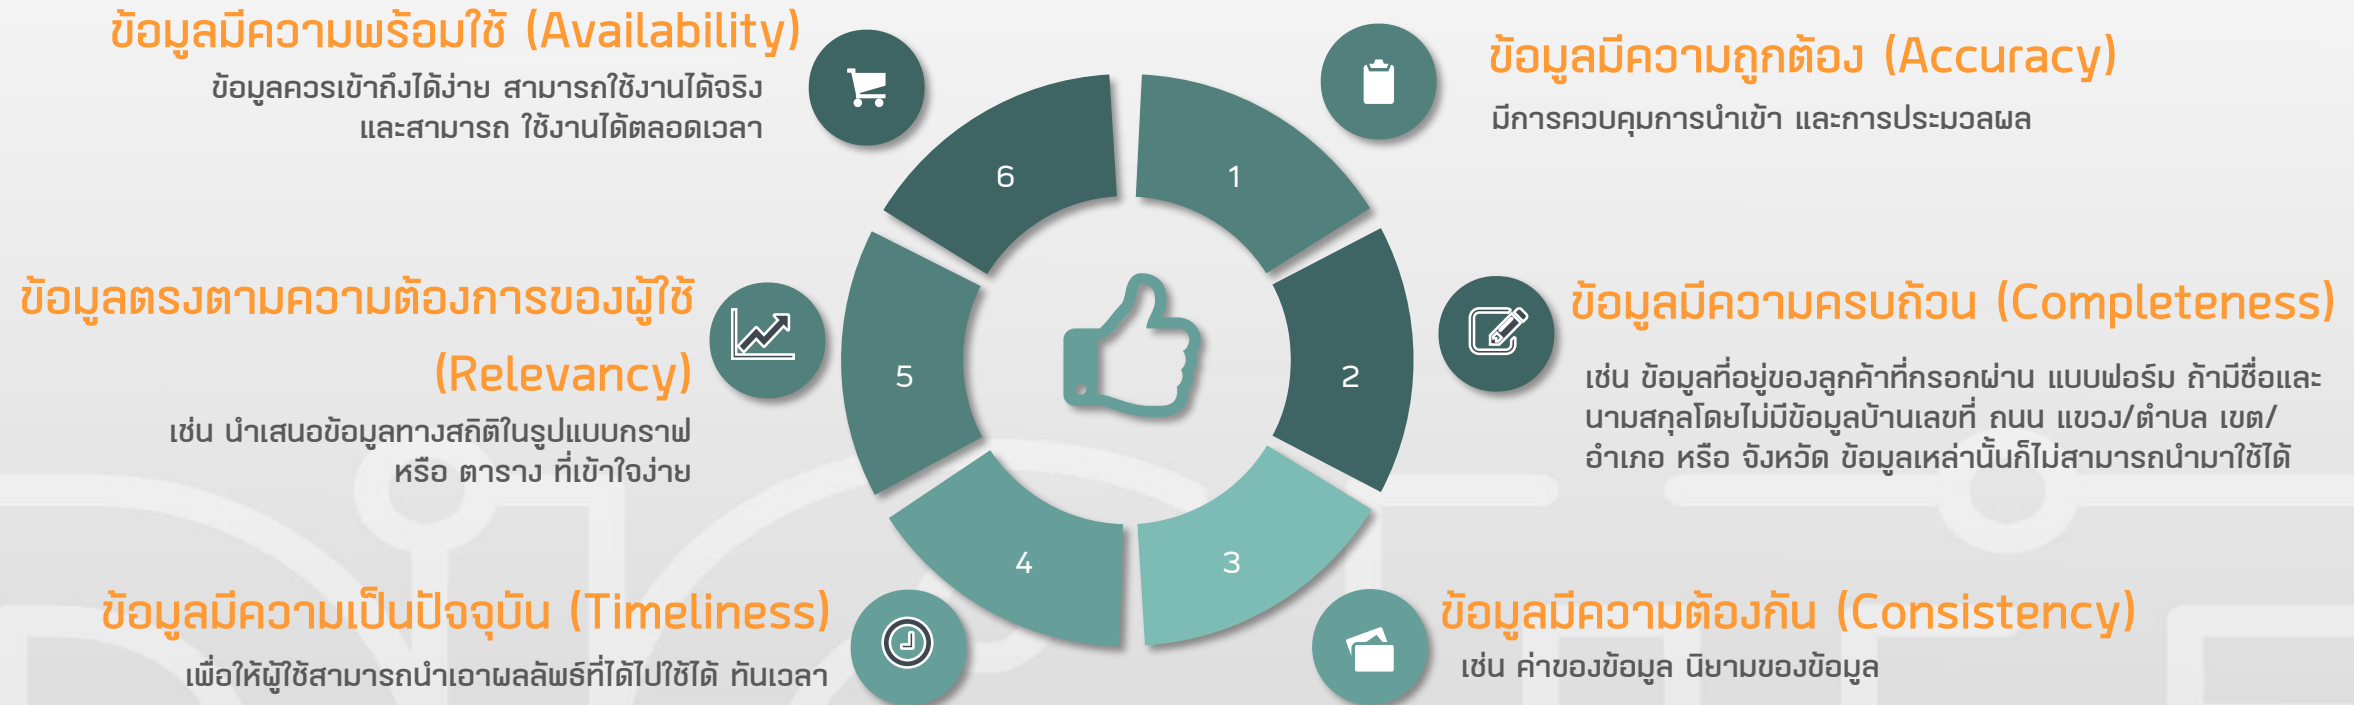 ข้อมูลมีความถูกต้อง (Accuracy)
มีการควบคุมการนำเข้า และการประมวลผล
ข้อมูลมีความครบถ้วน (Completeness)
เช่น ข้อมูลที่อยู่ของลูกค้าที่กรอกผ่าน แบบฟอร์ม ถ้ามีชื่อและ
นามสกุลโดยไม่มีข้อมูลบ้านเลขที่ ถนน แขวง/ตำบล เขต/
อำเภอ หรือ จังหวัด ข้อมูลเหล่านั้นก็ไม่สามารถนำมาใช้ได้
ข้อมูลมีความต้องกัน (Consistency)
เช่น ค่าของข้อมูล นิยามของข้อมูล
ข้อมูลมีความเป็นปัจจุบัน (Timeliness)
เพื่อให้ผู้ใช้สามารถนำเอาผลลัพธ์ที่ได้ไปใช้ได้ ทันเวลา
ข้อมูลตรงตามความต้องการของผู้ใช้
(Relevancy)
เช่น นำเสนอข้อมูลทางสถิติในรูปแบบกราฟ
หรือ ตาราง ที่เข้าใจง่าย
ข้อมูลมีความพร้อมใช้ (Availability)
ข้อมูลควรเข้าถึงได้ง่าย สามารถใช้งานได้จริง
และสามารถ ใช้งานได้ตลอดเวลา
1
2
3
4
5
6